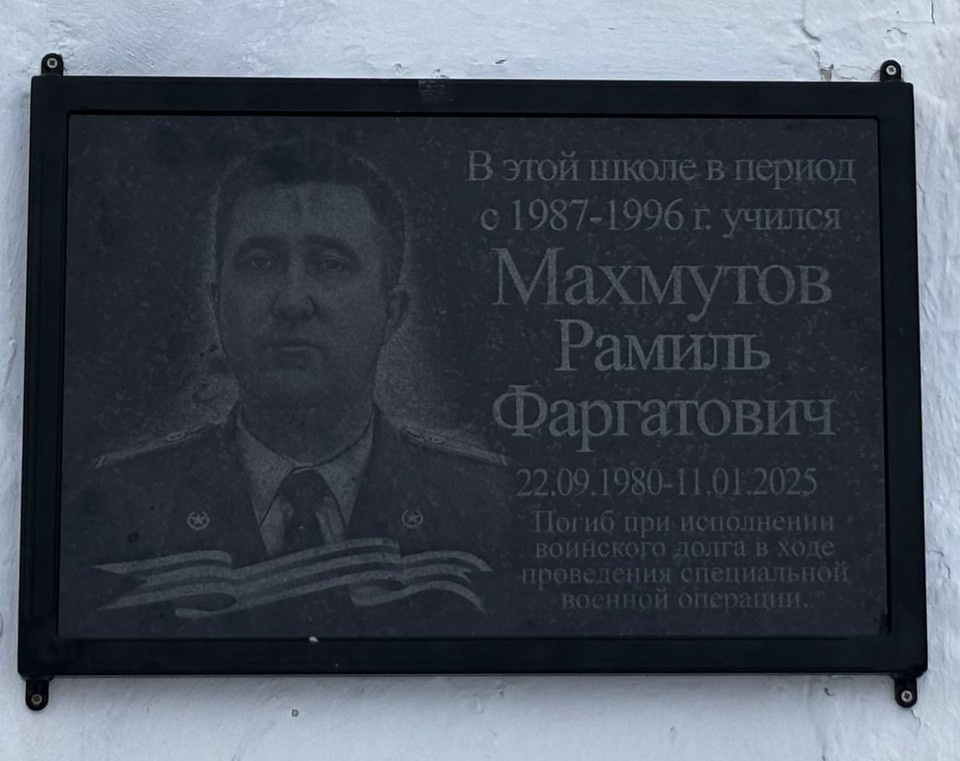 В этой школе в период
с 1987-1996 г. учился
Махмутов
Рамиль
Фаргатович
22.09.1980-11.01.2025
Погиб при исполнении
воинского долга в ходе
проведения специальной
военной операции.